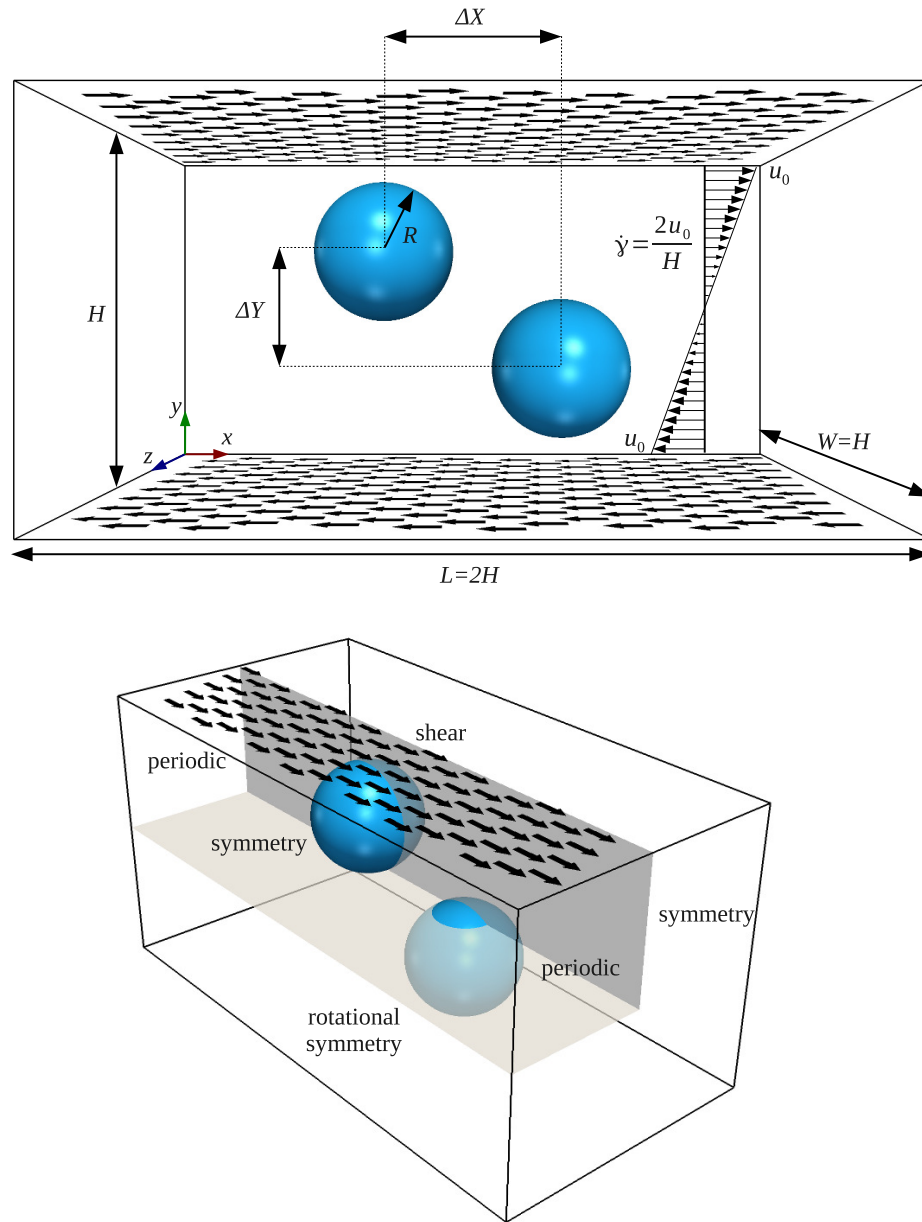 ΔX
u₀
R
γ̇=2u₀/H
ΔY
H
y
x
z
u₀
W=H
L=2H
shear
periodic
symmetry
symmetry
periodic
rotational
symmetry